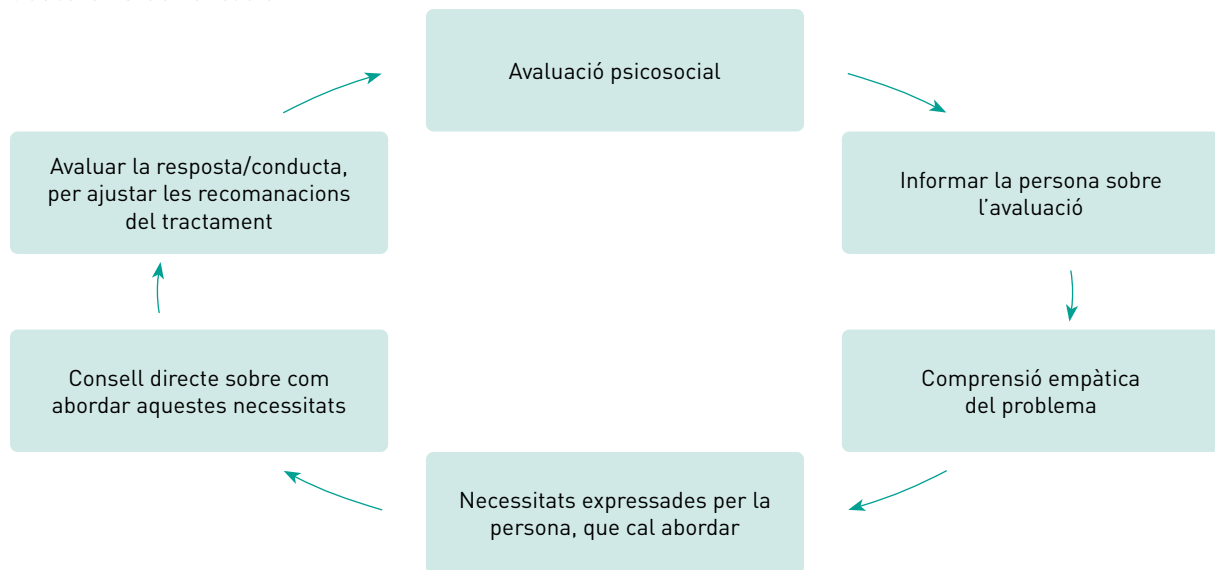 Avaluació psicosocial
Informar la persona sobre
l'avaluació
Comprensió empàtica
del problema
Necessitats expressades per la
persona, que cal abordar
Consell directe sobre com
abordar aquestes necessitats
Avaluar la resposta/conducta,
per ajustar les recomanacions
del tractament